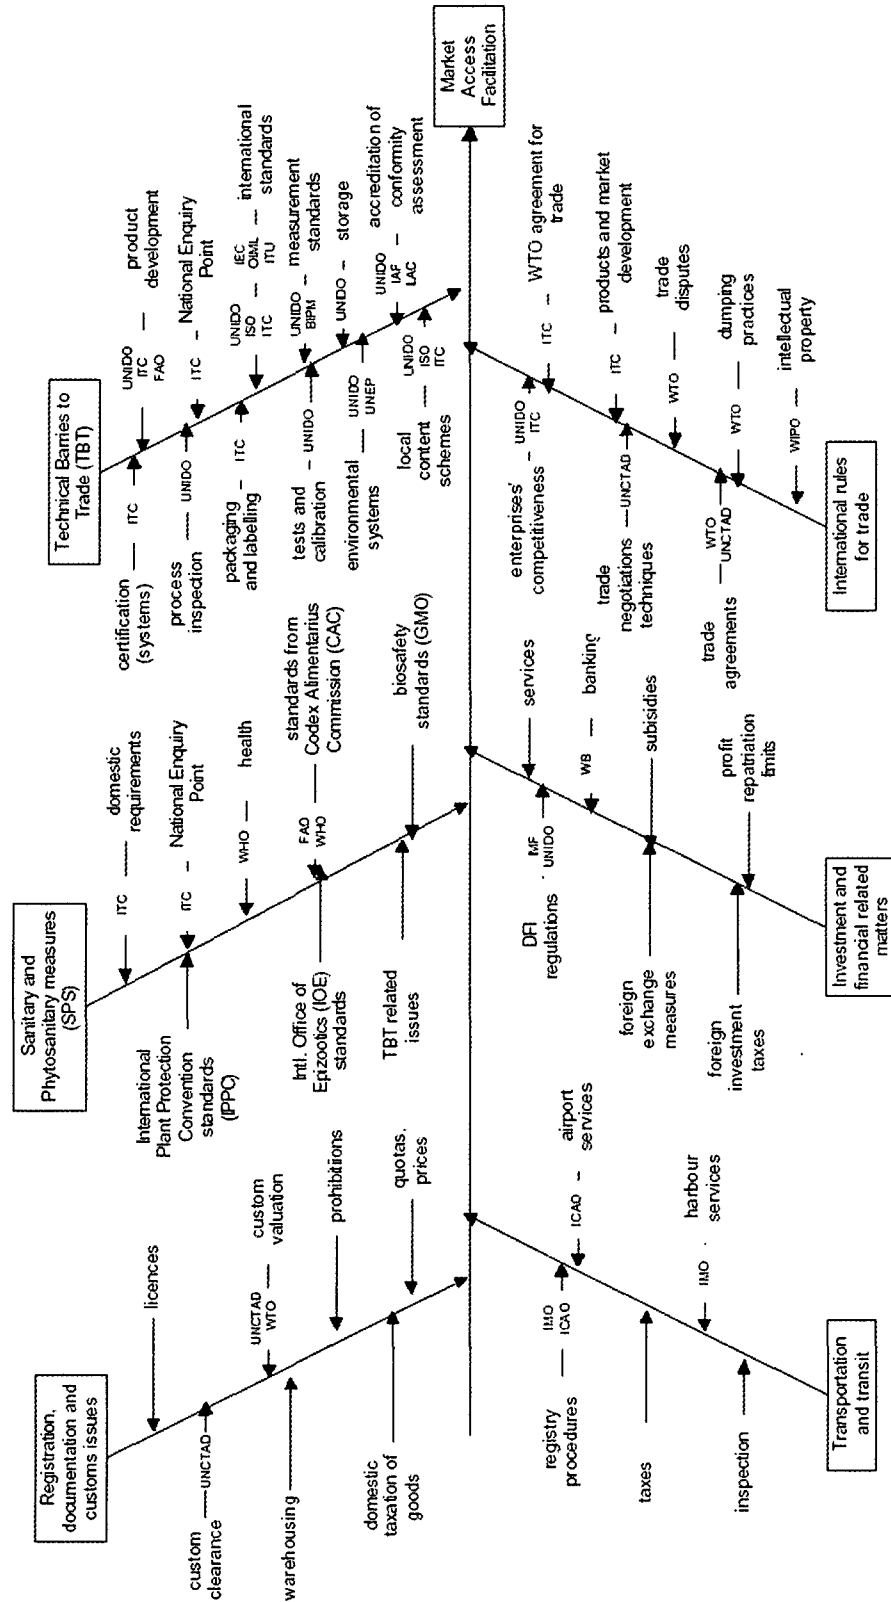 Registration,
documentation and
customs issues
licences
custom
clearance
UNCTAD
UNCTAD
WTO
custom
valuation
warehousing
prohibitions
domestic
taxation of
goods
quotas,
prices
Sanitary and
Phytosanitary measures
(SPS)
ITC
domestic
requirements
International
Plant Protection
Convention
standards
(IPPC)
ITC
National Enquiry
Point
WHO
health
Intl. Office of
Epizootics (IOE)
standards
FAO
WHO
standards from
Codex Alimentarius
Commission (CAC)
TBT related
issues
biosafety
standards (GMO)
Technical Barries to
Trade (TBT)
certification
(systems)
ITC
UNIDO
ITC
FAO
product
development
process
inspection
UNIDO
ITC
National Enquiry
Point
packaging
and labelling
ITC
UNIDO
ISO
ITC
IEC
OIML
ITU
international
standards
tests and
calibration
UNIDO
UNIDO
BIPM
measurement
standards
environmental
systems
UNIDO
UNEP
UNIDO
storage
local
content
schemes
UNIDO
ISO
ITC
UNIDO
IAF
LAC
accreditation of
conformity
assessment
Market
Access
Facilitation
registry
procedures
IMO
ICAO
ICAO
airport
services
taxes
IMO
harbour
services
inspection
Transportation
and transit
services
DFI
regulations
IMF
UNIDO
WB
banking
foreign
exchange
measures
subisidies
foreign
investment
taxes
profit
repatriation
limits
Investment and
financial related
matters
enterprises'
competitiveness
UNIDO
ITC
ITC
WTO agreement for
trade
trade
negotiations
techniques
UNCTAD
ITC
products and market
development
WTO
trade
disputes
trade
agreements
WTO
UNCTAD
WTO
dumping
practices
WIPO
intellectual
property
International rules
for trade